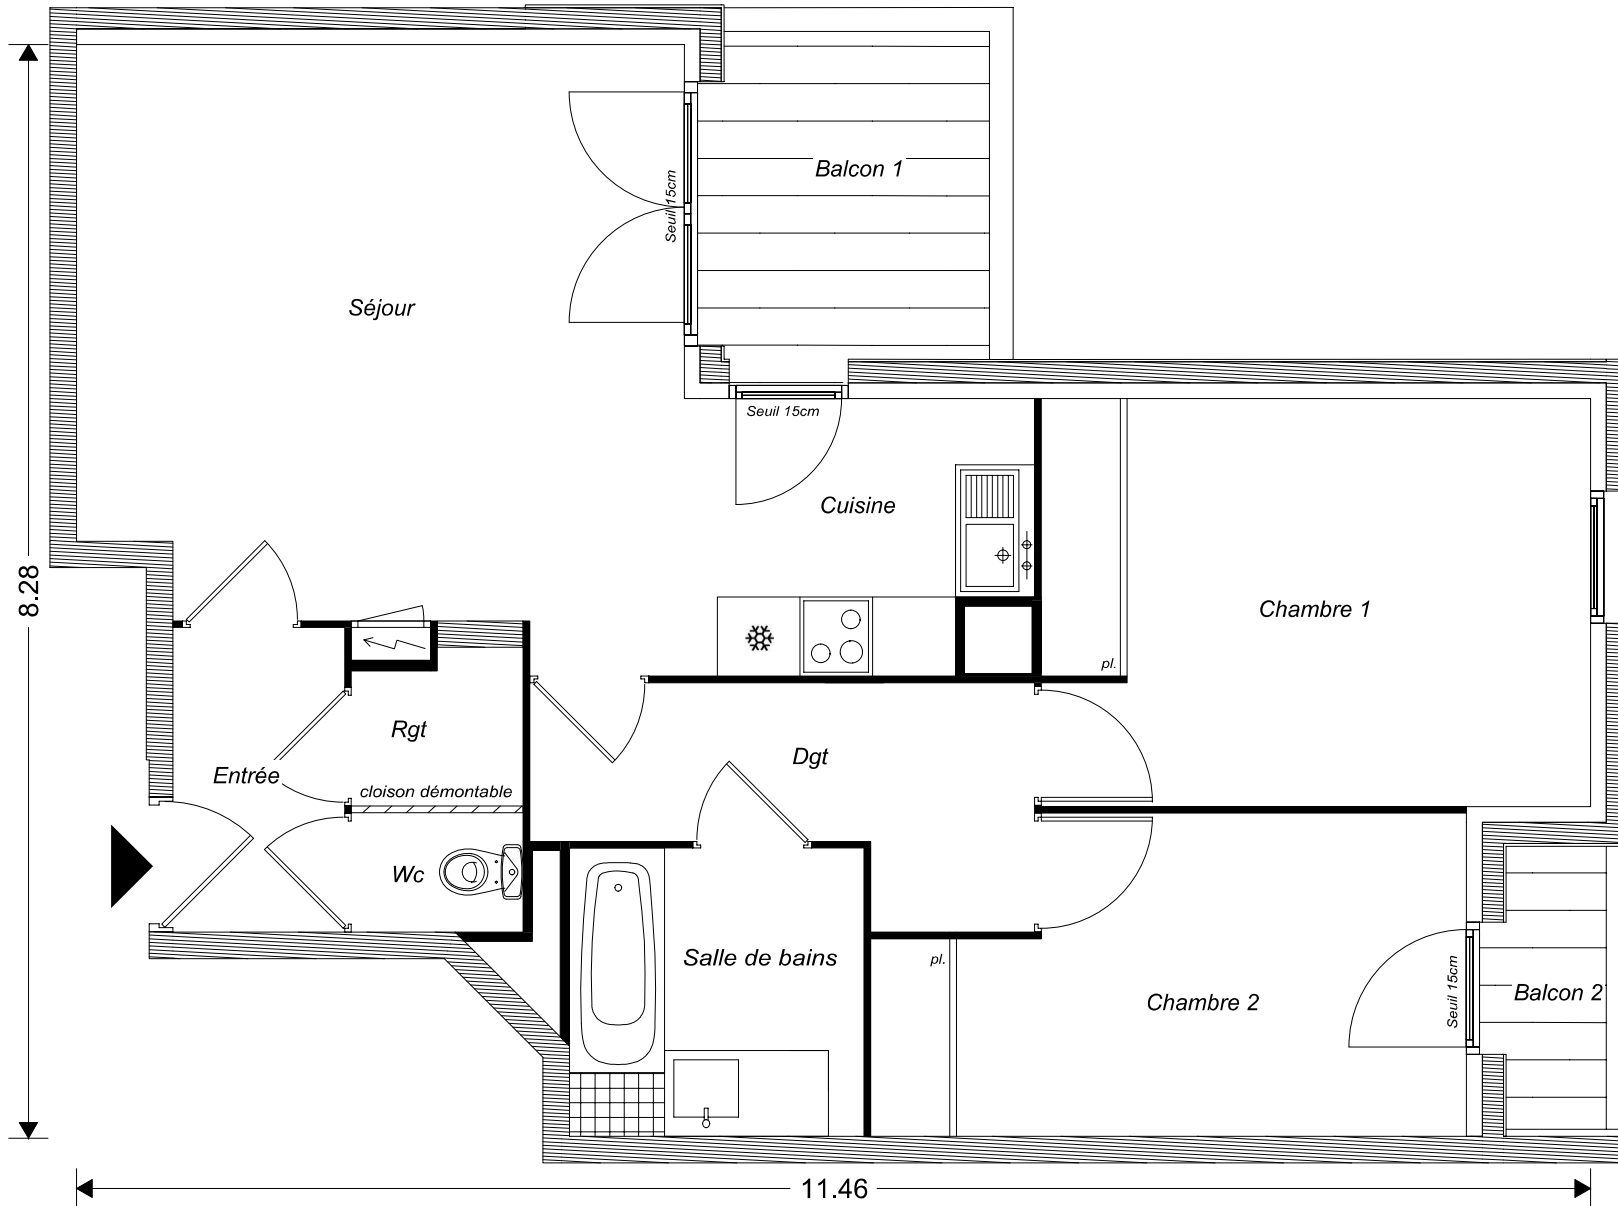 Balcon 1
Seuil 15cm
Séjour
Seuil 15cm
Cuisine
8.28
Chambre 1
pl.
Rgt
Dgt
Entrée
cloison démontable
Wc
Salle de bains
pl.
Chambre 2
Seuil 15cm
Balcon 2
11.46